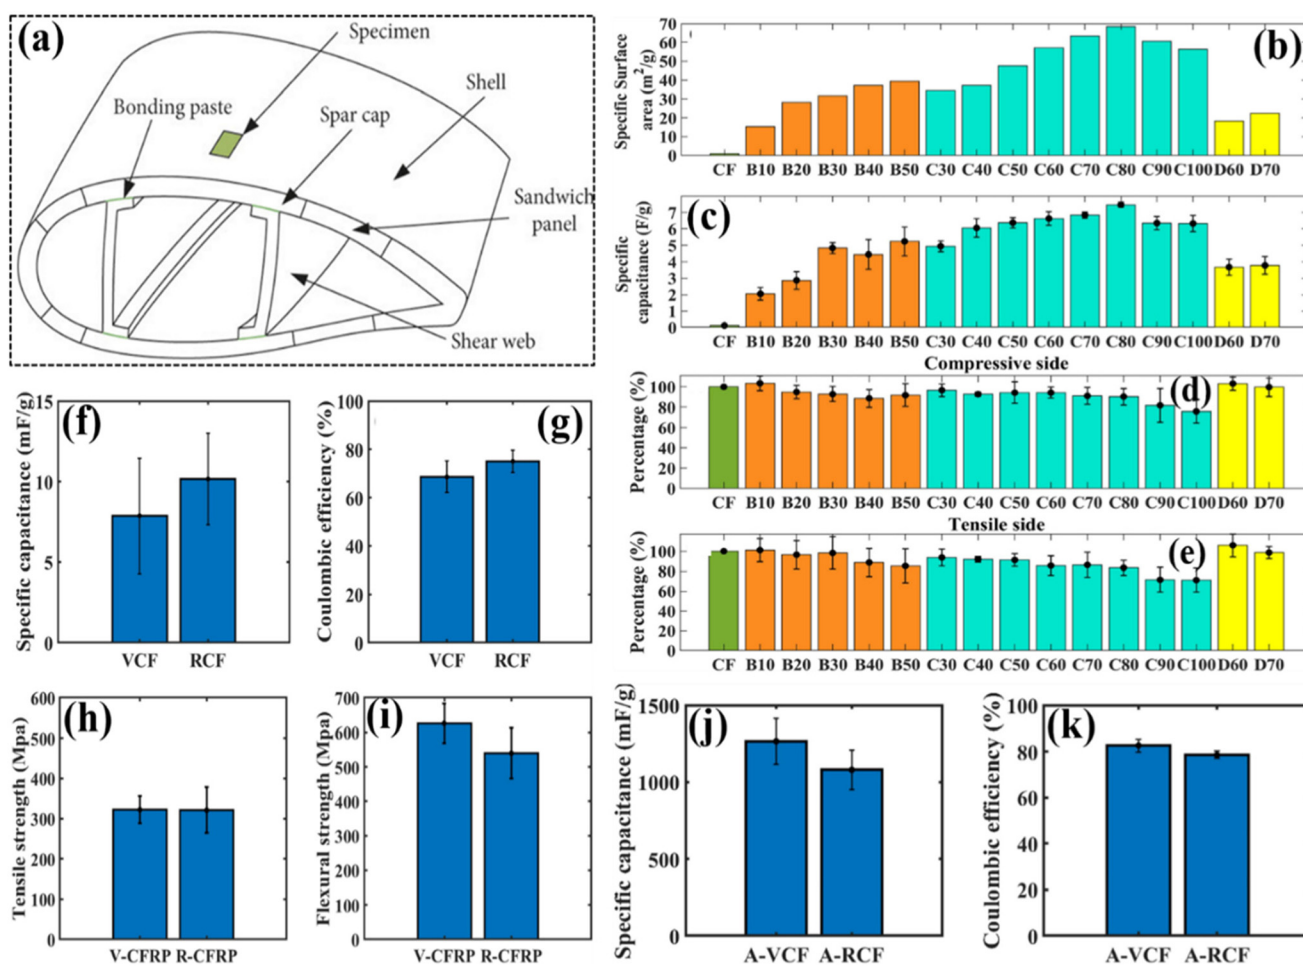 (a)
Specimen
Bonding paste
Shell
Spar cap
Sandwich
panel
Shear web
(b)
Specific Surface
area (m²/g)
70
60
50
40
30
20
10
0
CF B10 B20 B30 B40 B50 C30 C40 C50 C60 C70 C80 C90 C100 D60 D70
(c)
Specific
capacitance (F/g)
7
6
5
4
3
2
1
0
CF B10 B20 B30 B40 B50 C30 C40 C50 C60 C70 C80 C90 C100 D60 D70
Compressive side
(d)
Percentage (%)
100
80
60
40
20
0
CF B10 B20 B30 B40 B50 C30 C40 C50 C60 C70 C80 C90 C100 D60 D70
Tensile side
(e)
Percentage (%)
100
80
60
40
20
0
CF B10 B20 B30 B40 B50 C30 C40 C50 C60 C70 C80 C90 C100 D60 D70
(f)
Specific capacitance (mF/g)
15
10
5
0
VCF RCF
(g)
Coulombic efficiency (%)
100
80
60
40
20
0
VCF RCF
(h)
Tensile strength (Mpa)
600
500
400
300
200
100
0
V-CFRP R-CFRP
(i)
Flexural strength (Mpa)
700
600
500
400
300
200
100
0
V-CFRP R-CFRP
(j)
Specific capacitance (mF/g)
1500
1000
500
0
A-VCF A-RCF
(k)
Coulombic efficiency (%)
100
80
60
40
20
0
A-VCF A-RCF